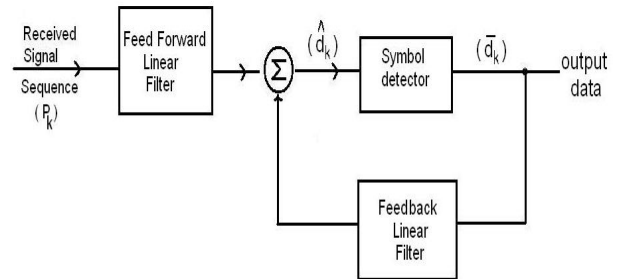 Received
Signal
Sequence
(P_k)
Feed Forward
Linear
Filter
Σ
(d̂_k)
Symbol
detector
(d̄_k)
output
data
Feedback
Linear
Filter